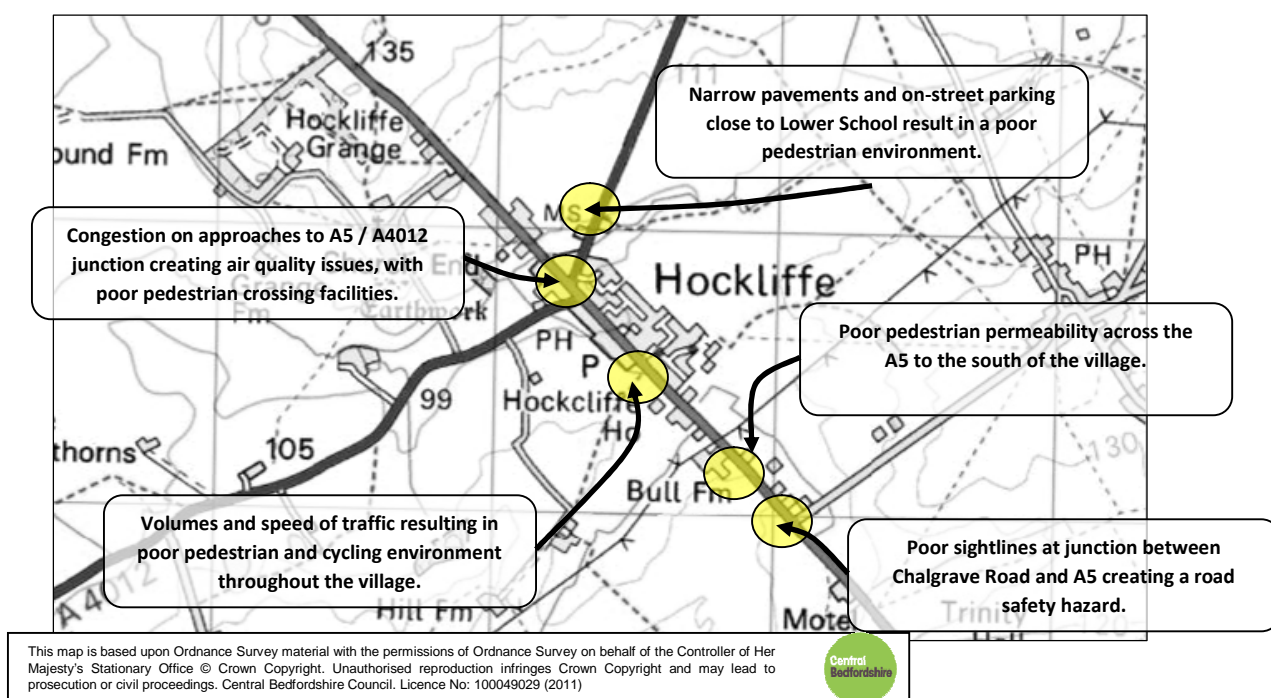 135
111
Narrow pavements and on-street parking
close to Lower School result in a poor
pedestrian environment.
Hockliffe
Grange
ound Fm
MS
Congestion on approaches to A5 / A4012
junction creating air quality issues, with
poor pedestrian crossing facilities.
End
Grange
Fm
Earthwork
Hockliffe
PH
Poor pedestrian permeability across the
A5 to the south of the village.
PH
P
99
Hockcliffe
Ho
thorns
105
130
Bull Fm
Volumes and speed of traffic resulting in
poor pedestrian and cycling environment
throughout the village.
Poor sightlines at junction between
Chalgrave Road and A5 creating a road
safety hazard.
A 4012
Hill Fm
Motel
Trinity
120
This map is based upon Ordnance Survey material with the permissions of Ordnance Survey on behalf of the Controller of Her
Majesty's Stationary Office © Crown Copyright. Unauthorised reproduction infringes Crown Copyright and may lead to
prosecution or civil proceedings. Central Bedfordshire Council. Licence No: 100049029 (2011)
Central
Bedfordshire